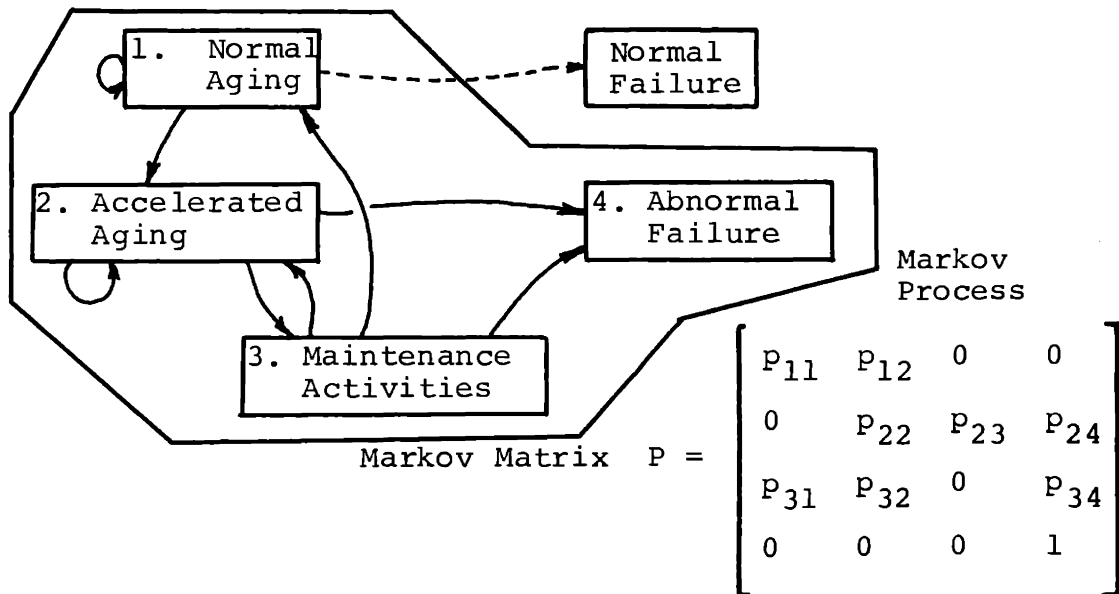 1. Normal
Aging
Normal
Failure
2. Accelerated
Aging
4. Abnormal
Failure
3. Maintenance
Activities
Markov
Process
Markov Matrix P =
p11 p12 0 0
0 p22 p23 p24
p31 p32 0 p34
0 0 0 1